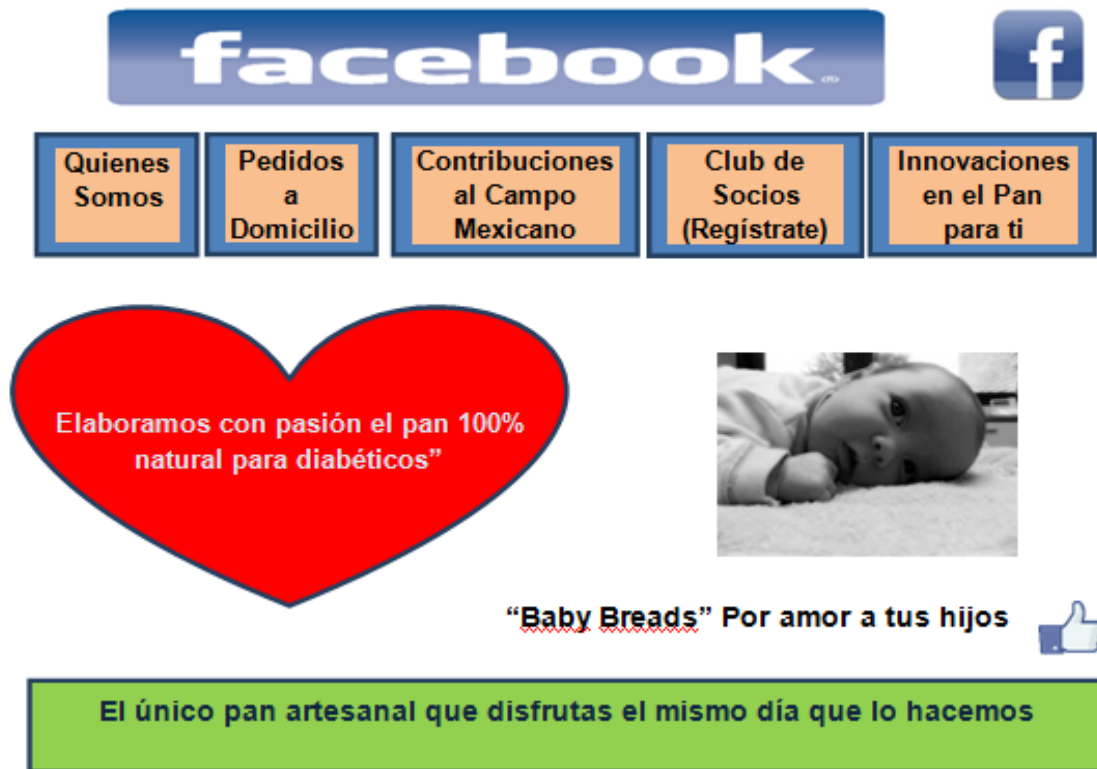 facebook
f
Quienes
Somos
Pedidos
a
Domicilio
Contribuciones
al Campo
Mexicano
Club de
Socios
(Regístrate)
Innovaciones
en el Pan
para ti
Elaboramos con pasión el pan 100%
natural para diabéticos”
“Baby Breads” Por amor a tus hijos
El único pan artesanal que disfrutas el mismo día que lo hacemos